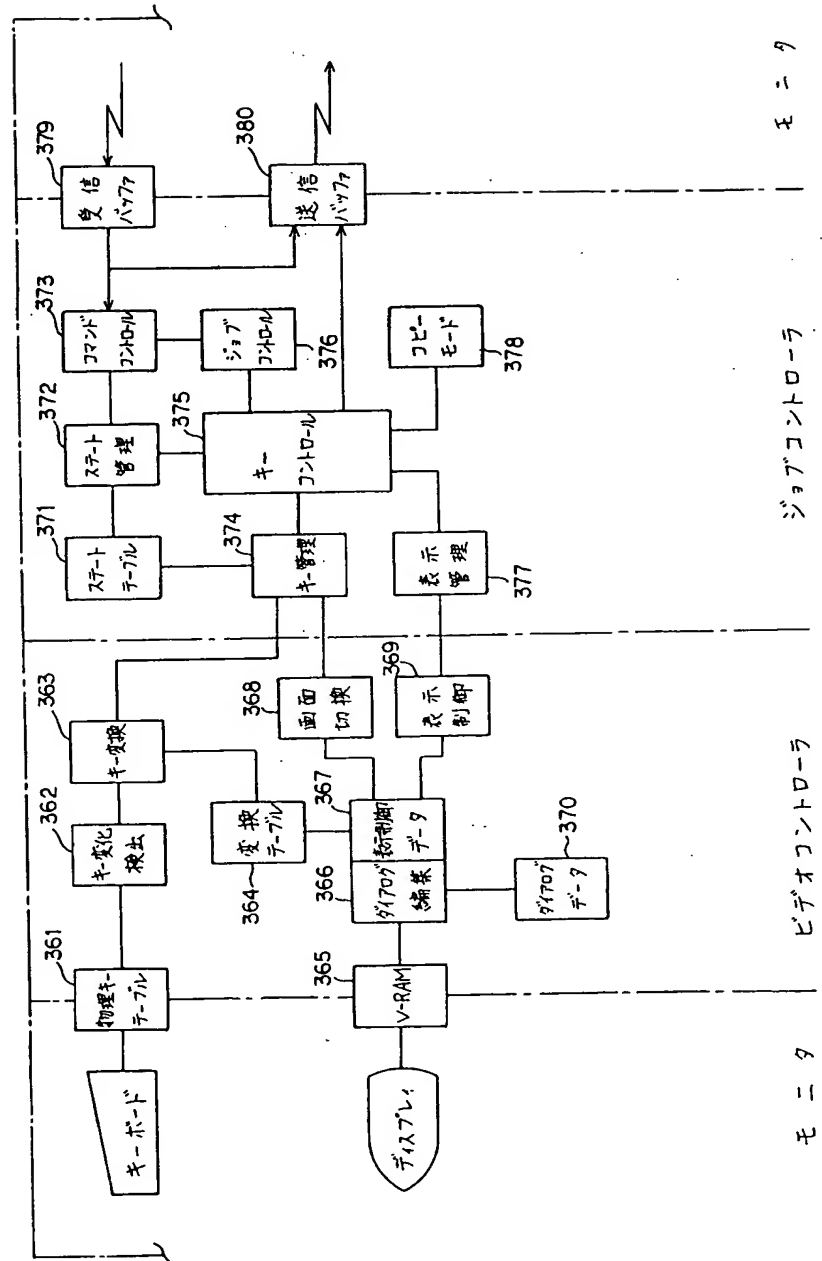 キーボード
361
物理キー
テーブル
362
キー変化
検出
363
キー変換
364
変換
テーブル
ディスプレイ
365
V-RAM
366
ダイアログ
編集
367
表示制御
データ
368
画面
切換
369
表示
制御
370
ダイアログ
データ
371
ステート
テーブル
372
ステート
管理
373
コマンド
コントロール
374
キー管理
375
キー
コントロール
376
ジョブ
コントロール
377
表示
管理
378
コピー
モード
379
受信
バッファ
380
送信
バッファ
モニタ
ビデオコントローラ
ジョブコントローラ
モニタ